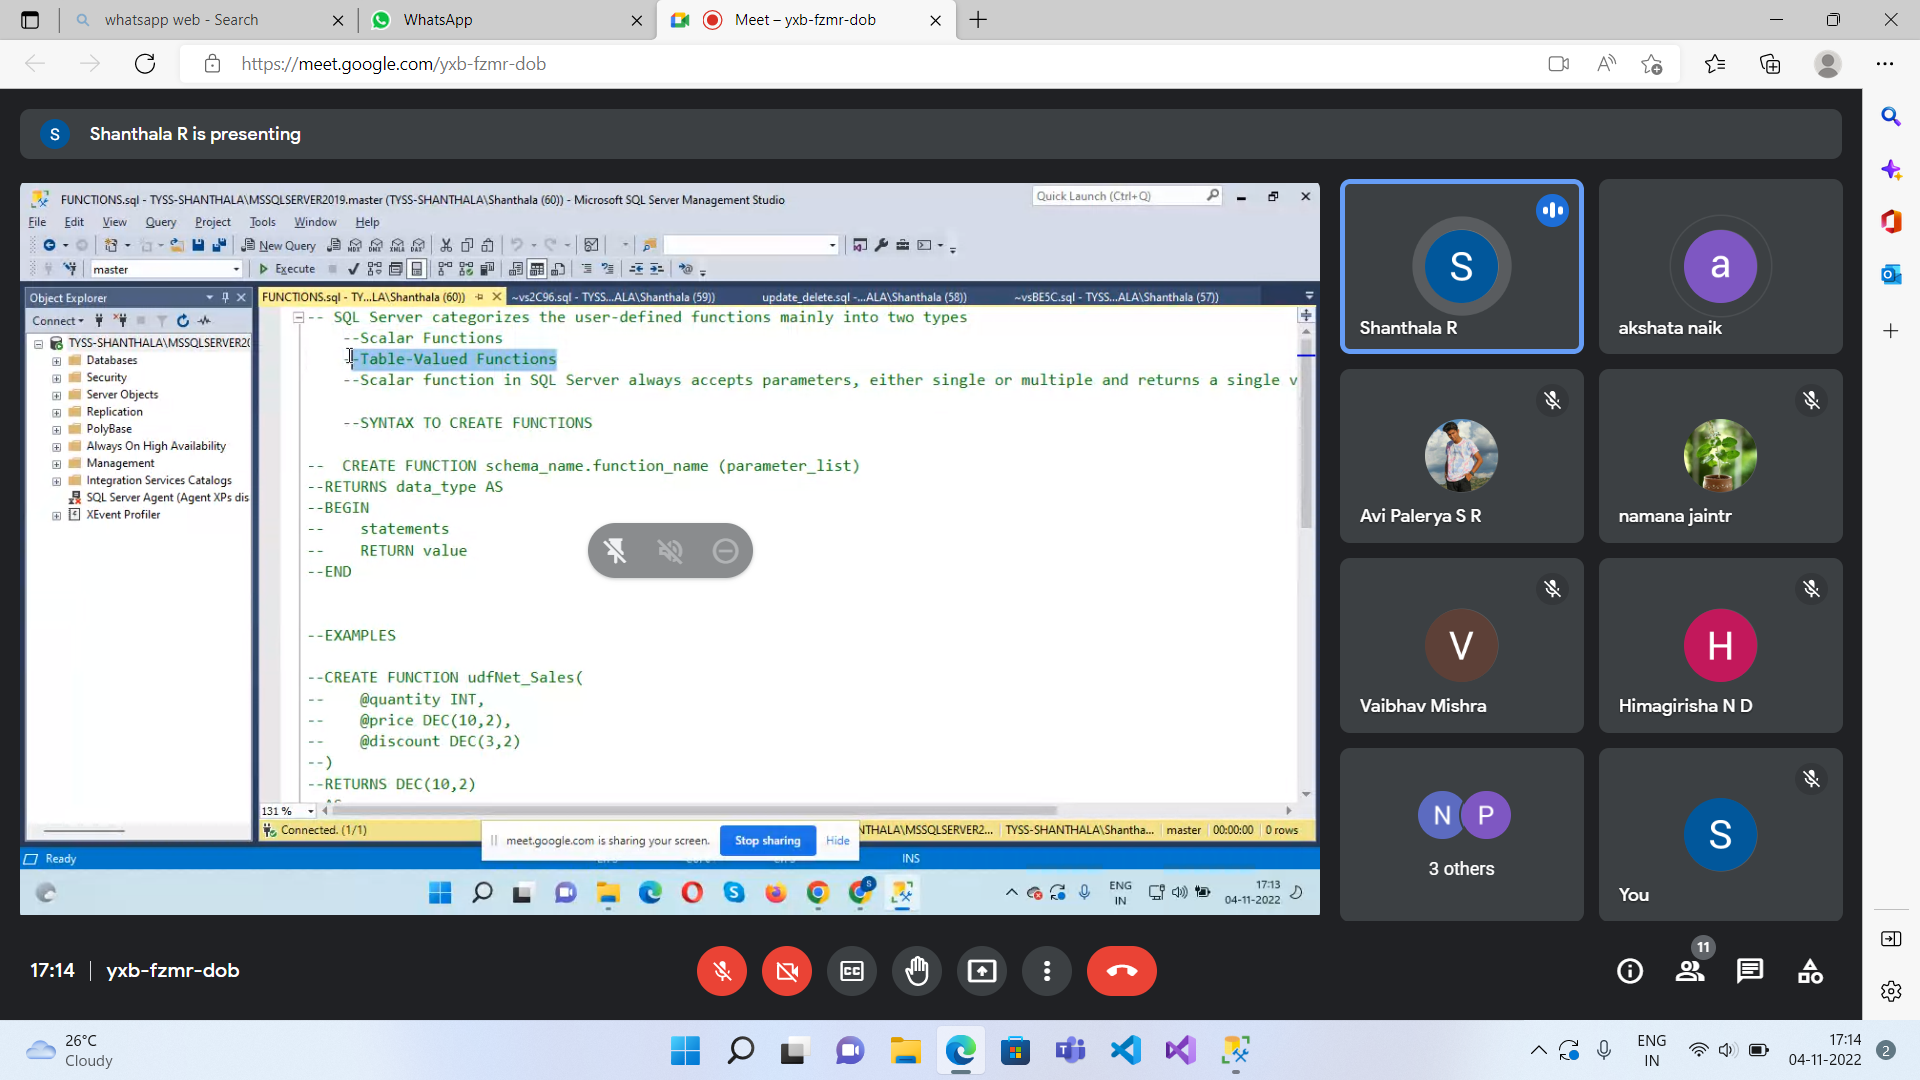 whatsapp web - Search
WhatsApp
Meet – yxb-fzmr-dob
https://meet.google.com/yxb-fzmr-dob
S
Shanthala R is presenting
FUNCTIONS.sql - TYSS-SHANTHALA\MSSQLSERVER2019.master (TYSS-SHANTHALA\Shanthala (60)) - Microsoft SQL Server Management Studio
Quick Launch (Ctrl+Q)
File Edit View Query Project Tools Window Help
New Query
master
Execute
Object Explorer
FUNCTIONS.sql - TY...LA\Shanthala (60))
~vs2C96.sql - TYSS...ALA\Shanthala (59))
update_delete.sql -...ALA\Shanthala (58))
~vsBE5C.sql - TYSS...ALA\Shanthala (57))
Connect
TYSS-SHANTHALA\MSSQLSERVER20
Databases
Security
Server Objects
Replication
PolyBase
Always On High Availability
Management
Integration Services Catalogs
SQL Server Agent (Agent XPs dis
XEvent Profiler
-- SQL Server categorizes the user-defined functions mainly into two types
--Scalar Functions
--Table-Valued Functions
--Scalar function in SQL Server always accepts parameters, either single or multiple and returns a single v
--SYNTAX TO CREATE FUNCTIONS
-- CREATE FUNCTION schema_name.function_name (parameter_list)
--RETURNS data_type AS
--BEGIN
-- statements
-- RETURN value
--END
--EXAMPLES
--CREATE FUNCTION udfNet_Sales(
-- @quantity INT,
-- @price DEC(10,2),
-- @discount DEC(3,2)
--)
--RETURNS DEC(10,2)
131 %
Connected. (1/1)
meet.google.com is sharing your screen.
Stop sharing
Hide
NTHALA\MSSQLSERVER2...
TYSS-SHANTHALA\Shantha...
master
00:00:00
0 rows
Ready
INS
ENG
IN
17:13
04-11-2022
S
Shanthala R
a
akshata naik
Avi Palerya S R
namana jaintr
V
Vaibhav Mishra
H
Himagirisha N D
N P
3 others
S
You
17:14
yxb-fzmr-dob
11
26°C
Cloudy
ENG
IN
17:14
04-11-2022
2